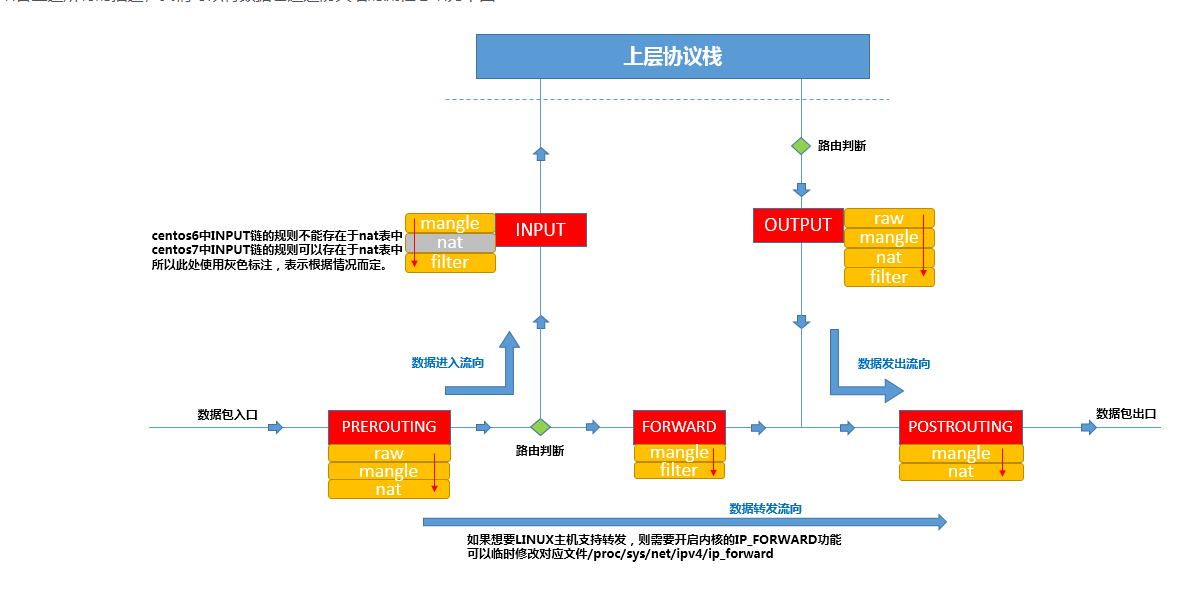 上层协议栈
路由判断
mangle
nat
filter
INPUT
OUTPUT
raw
mangle
nat
filter
centos6中INPUT链的规则不能存在于nat表中
centos7中INPUT链的规则可以存在于nat表中
所以此处使用灰色标注，表示根据情况而定。
数据进入流向
数据发出流向
数据包入口
PREROUTING
raw
mangle
nat
路由判断
FORWARD
mangle
filter
POSTROUTING
mangle
nat
数据包出口
数据转发流向
如果想要LINUX主机支持转发，则需要开启内核的IP_FORWARD功能
可以临时修改对应文件/proc/sys/net/ipv4/ip_forward